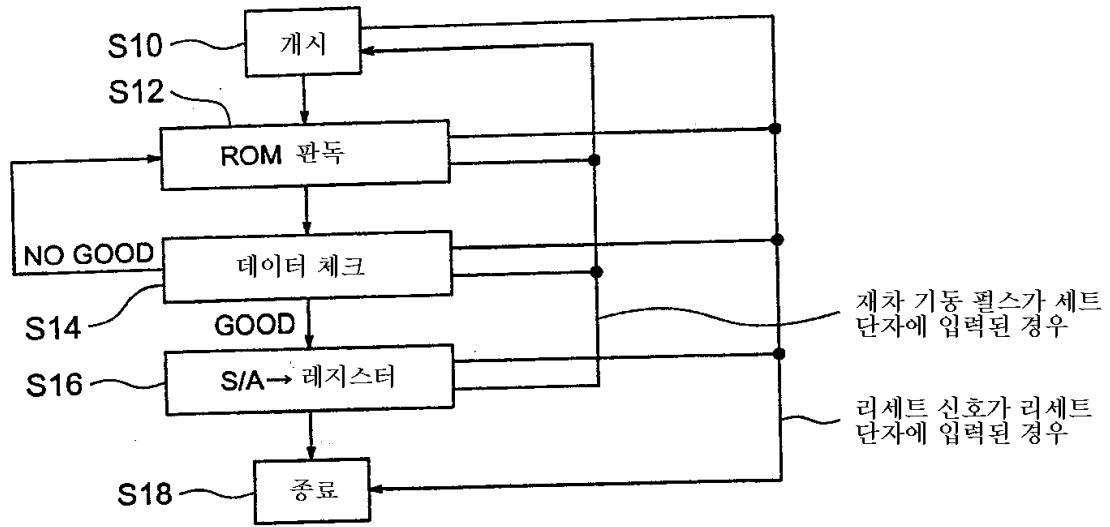 S10
개시
S12
ROM 판독
NO GOOD
데이터 체크
S14
GOOD
재차 기동 펄스가 세트
단자에 입력된 경우
S16
S/A→ 레지스터
리세트 신호가 리세트
단자에 입력된 경우
S18
종료